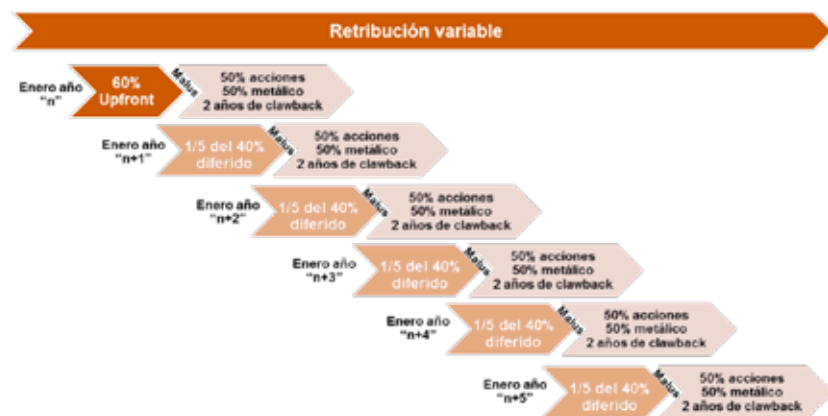 Retribución variable
Enero año
"n"
60%
Upfront
Malus
50% acciones
50% metálico
2 años de clawback
Enero año
"n+1"
1/5 del 40%
diferido
Malus
50% acciones
50% metálico
2 años de clawback
Enero año
"n+2"
1/5 del 40%
diferido
Malus
50% acciones
50% metálico
2 años de clawback
Enero año
"n+3"
1/5 del 40%
diferido
Malus
50% acciones
50% metálico
2 años de clawback
Enero año
"n+4"
1/5 del 40%
diferido
Malus
50% acciones
50% metálico
2 años de clawback
Enero año
"n+5"
1/5 del 40%
diferido
Malus
50% acciones
50% metálico
2 años de clawback